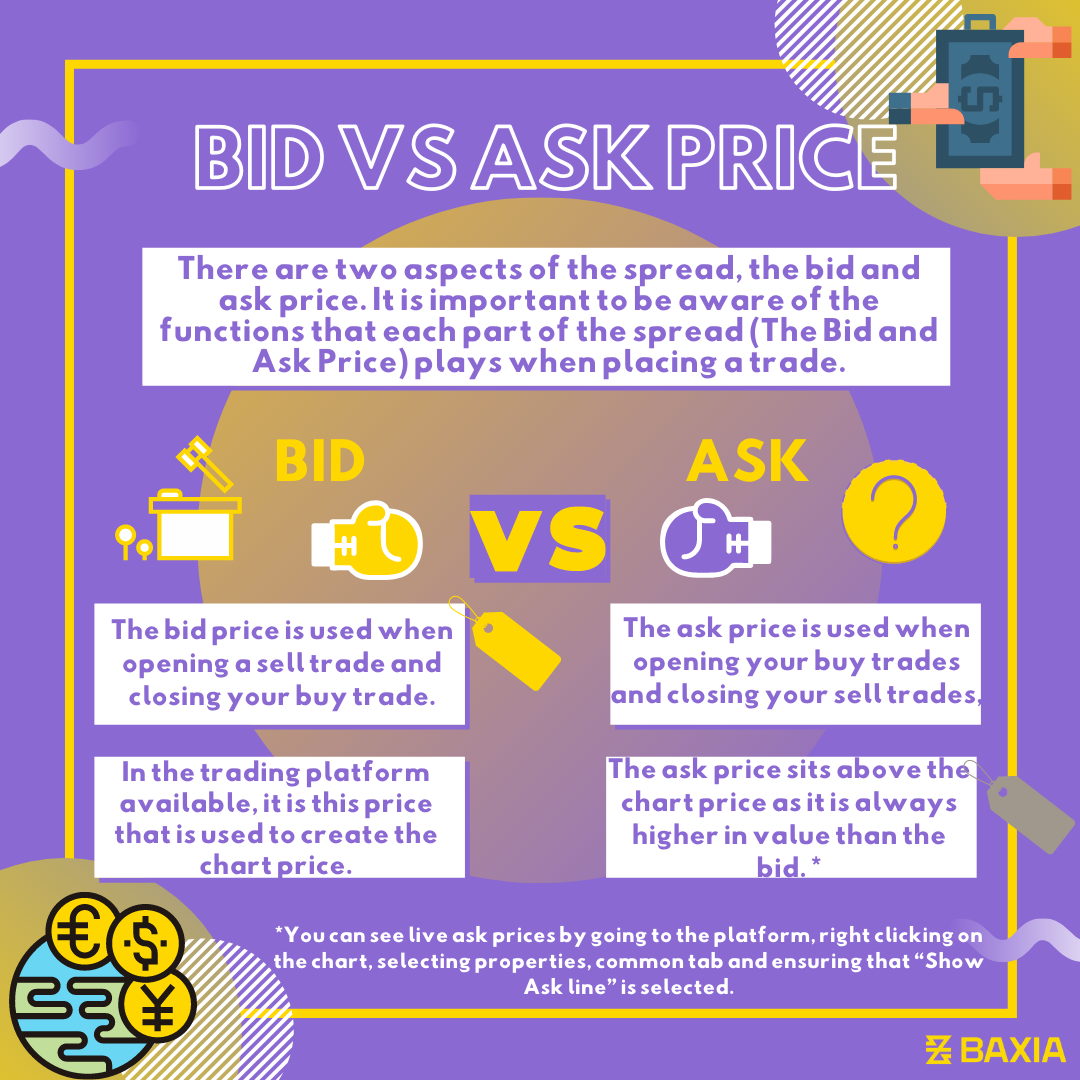 BID VS ASK PRICE
There are two aspects of the spread, the bid and
ask price. It is important to be aware of the
functions that each part of the spread (The Bid and
Ask Price) plays when placing a trade.
BID
ASK
VS
The bid price is used when
opening a sell trade and
closing your buy trade.
The ask price is used when
opening your buy trades
and closing your sell trades,
In the trading platform
available, it is this price
that is used to create the
chart price.
The ask price sits above the
chart price as it is always
higher in value than the
bid. *
*You can see live ask prices by going to the platform, right clicking on
the chart, selecting properties, common tab and ensuring that “Show
Ask line” is selected.
BAXIA